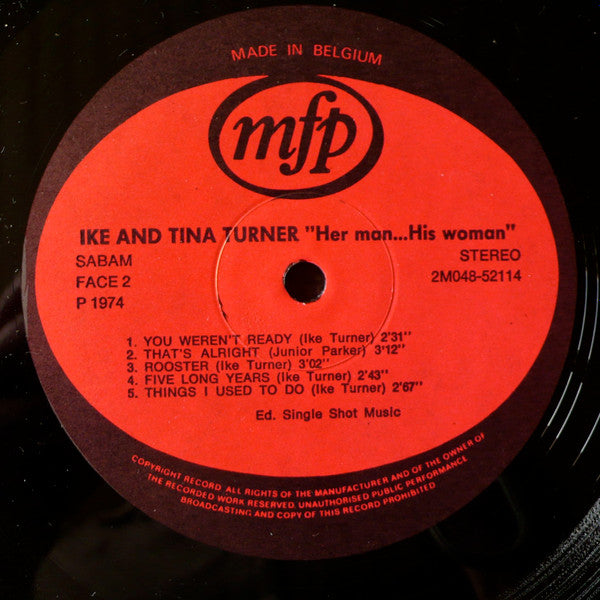 MADE IN BELGIUM
mfp
IKE AND TINA TURNER "Her man...His woman"
SABAM
STEREO
FACE 2
2M048-52114
P 1974
1. YOU WEREN'T READY (Ike Turner) 2'31''
2. THAT'S ALRIGHT (Junior Parker) 3'12''
3. ROOSTER (Ike Turner) 3'02''
4. FIVE LONG YEARS (Ike Turner) 2'43''
5. THINGS I USED TO DO (Ike Turner) 2'67''
Ed. Single Shot Music
COPYRIGHT RECORD. ALL RIGHTS OF THE MANUFACTURER AND OF THE OWNER OF
THE RECORDED WORK RESERVED. UNAUTHORISED PUBLIC PERFORMANCE
BROADCASTING AND COPY OF THIS RECORD PROHIBITED.